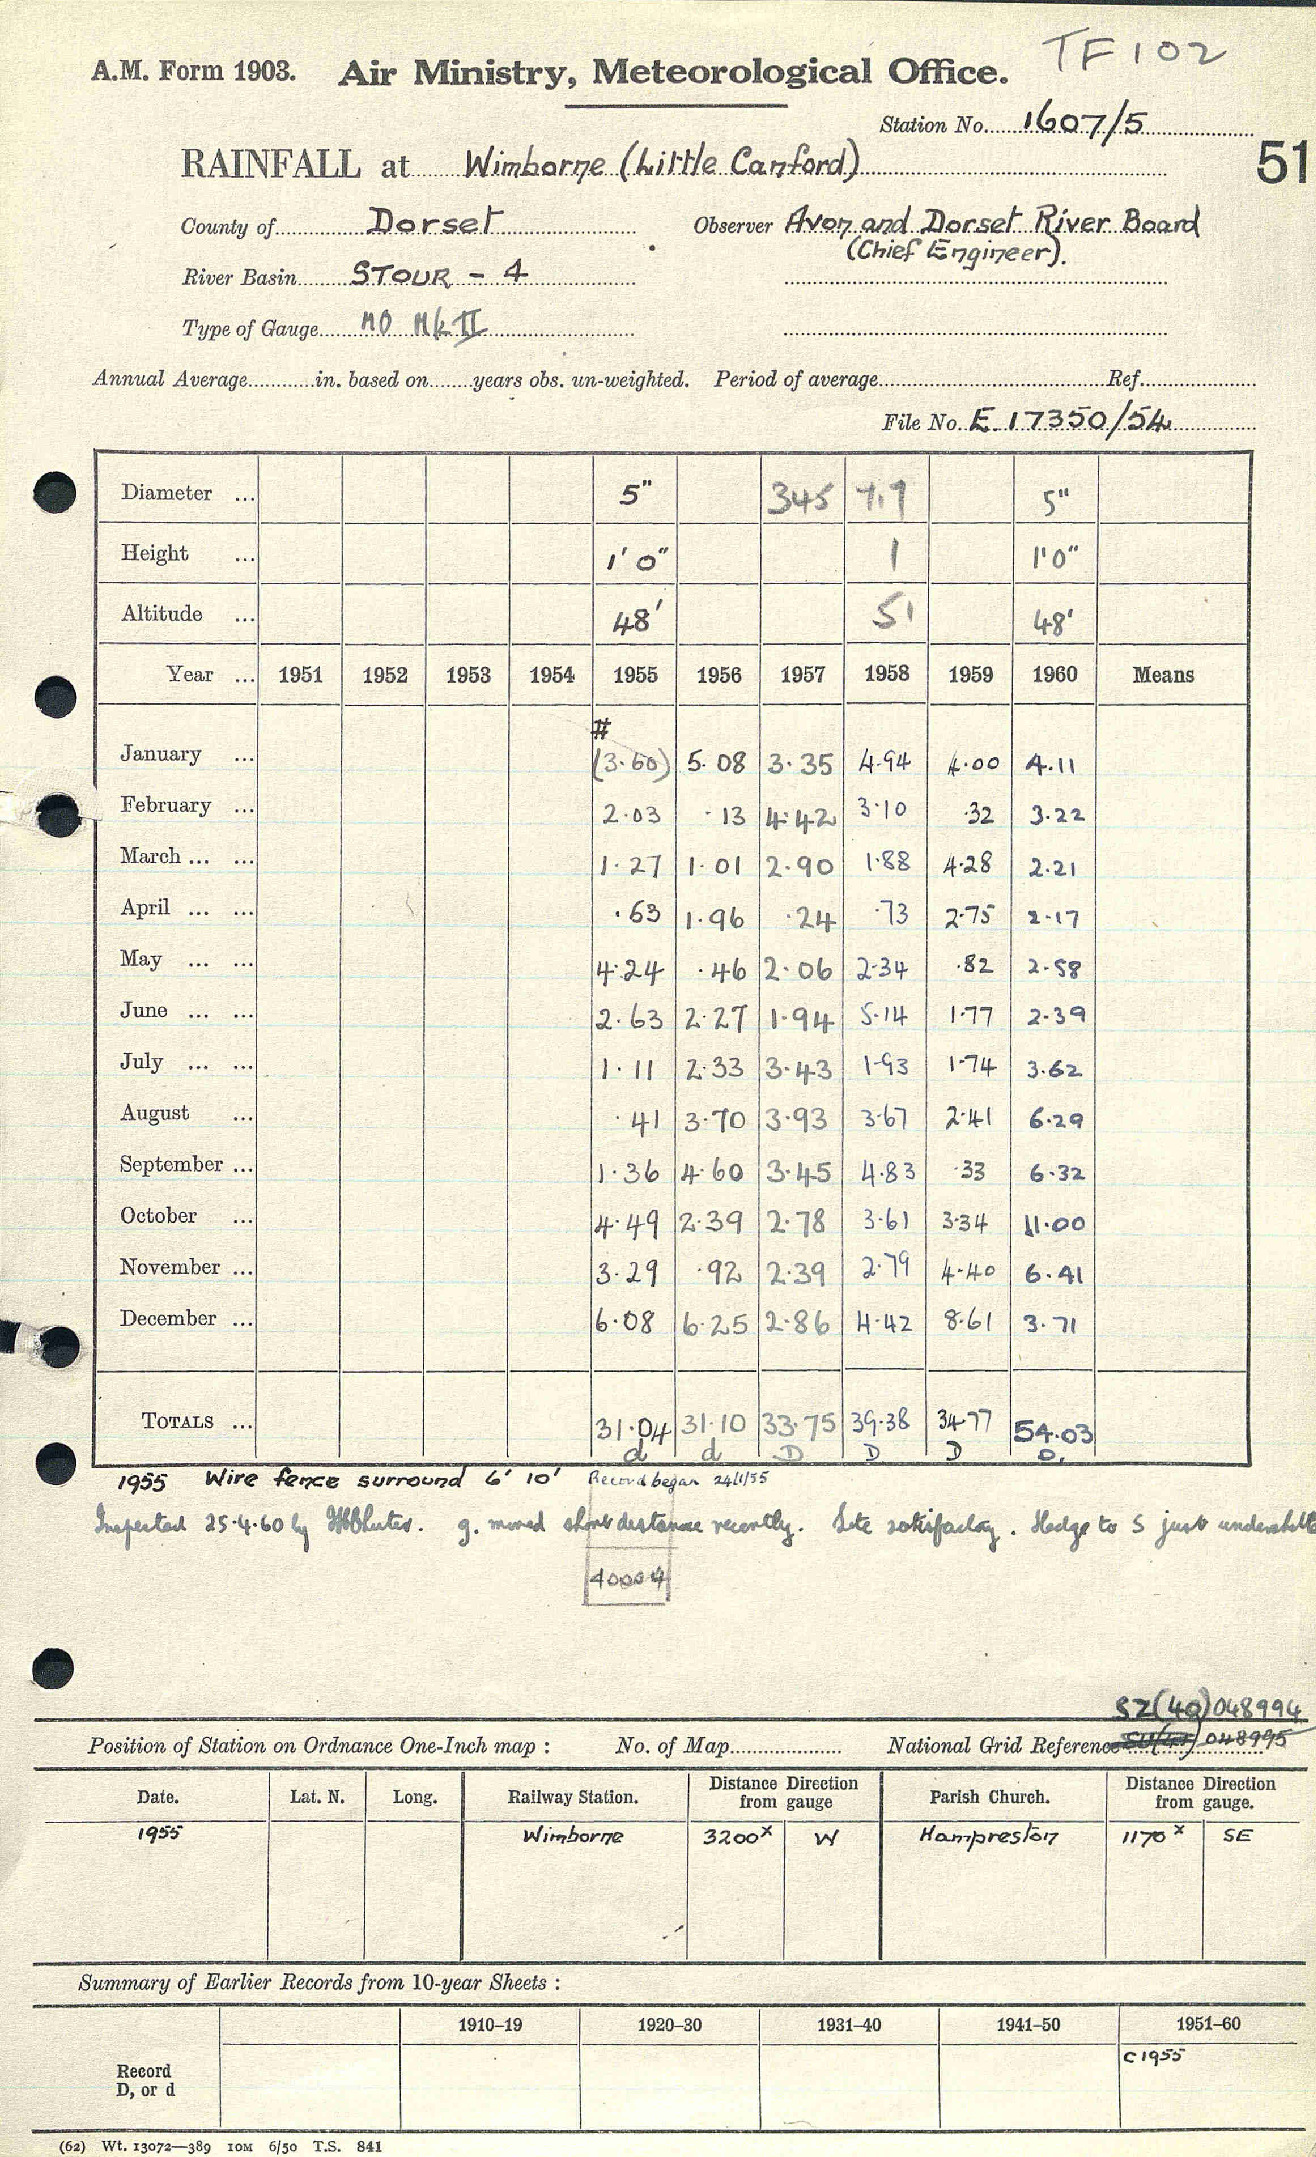 TF102
A.M. Form 1903. Air Ministry, Meteorological Office.
Station No. 1607/5
51
RAINFALL at Wimborne (Little Canford)
County of Dorset Observer Avon and Dorset River Board
(Chief Engineer).
River Basin STOUR - 4
Type of Gauge MO Mk II
Annual Average in. based on years obs. un-weighted. Period of average Ref.
File No. E 17350/54
Diameter ... 5" 345 7.9 5"
Height ... 1' 0" 1 1'0"
Altitude ... 48' 51 48'
Year ... 1951 1952 1953 1954 1955 1956 1957 1958 1959 1960 Means
#
January ... (3.60) 5.08 3.35 4.94 4.00 4.11
February ... 2.03 .13 4.42 3.10 .32 3.22
March ... ... 1.27 1.01 2.90 1.88 4.28 2.21
April ... ... .63 1.96 .24 .73 2.75 2.17
May ... ... 4.24 .46 2.06 2.34 .82 2.58
June ... ... 2.63 2.27 1.94 5.14 1.77 2.39
July ... ... 1.11 2.33 3.43 1.93 1.74 3.62
August ... .41 3.70 3.93 3.67 2.41 6.29
September ... 1.36 4.60 3.45 4.83 .33 6.32
October ... 4.49 2.39 2.78 3.61 3.34 11.00
November ... 3.29 .92 2.39 2.79 4.40 6.41
December ... 6.08 6.25 2.86 4.42 8.61 3.71
TOTALS ... 31.04 31.10 33.75 39.38 34.77 54.03
d d D D D D.
1955 Wire fence surround 6' 10' Record began 24/1/55
Inspected 25.4.60 by g. moved short distance recently. Site satisfactory. Hedge to S just
40004
SZ(40)048994
Position of Station on Ordnance One-Inch map : No. of Map National Grid Reference SU(41) 048995
Date. Lat. N. Long. Railway Station. Distance from gauge Direction Parish Church. Distance from gauge. Direction
1955 Wimborne 3200x W Hampreston 1170x SE
Summary of Earlier Records from 10-year Sheets :
1910–19 1920–30 1931–40 1941–50 1951–60
Record
D, or d
C1955
(62) Wt. 13072—389 10M 6/50 T.S. 841